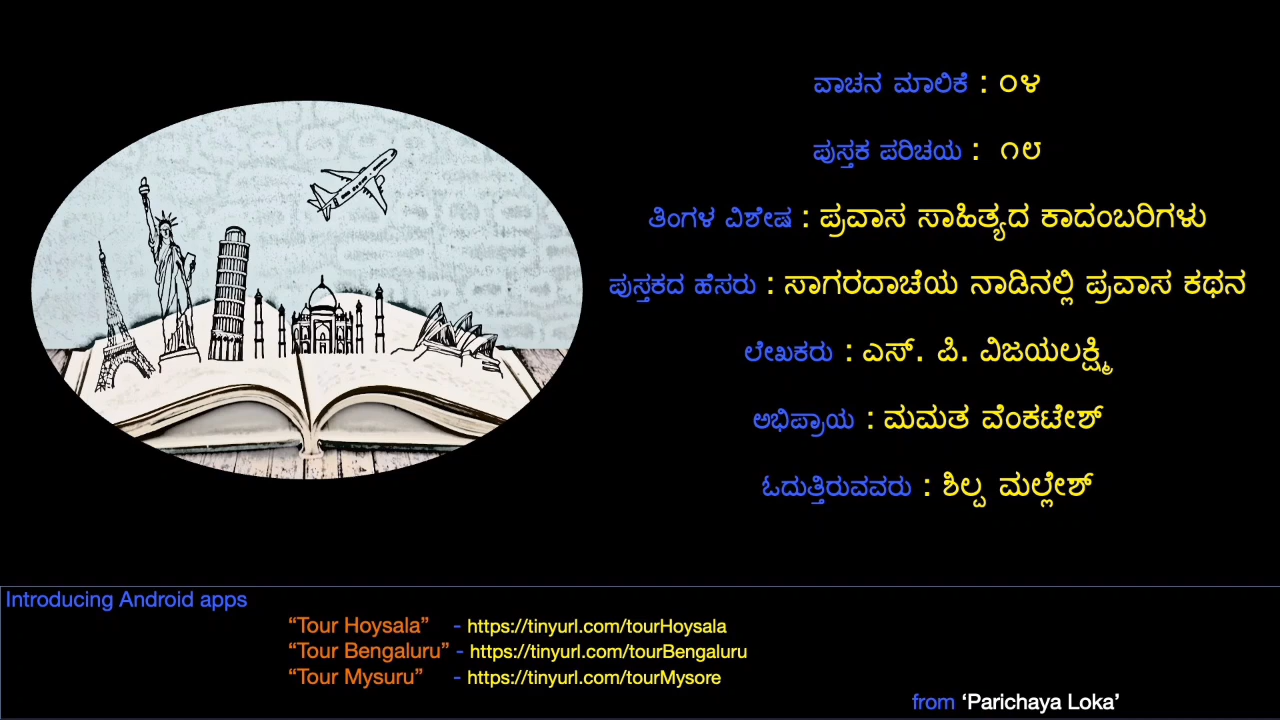 ವಾಚನ ಮಾಲಿಕೆ : ೦೪
ಪುಸ್ತಕ ಪರಿಚಯ : ೧೮
ತಿಂಗಳ ವಿಶೇಷ : ಪ್ರವಾಸ ಸಾಹಿತ್ಯದ ಕಾದಂಬರಿಗಳು
ಪುಸ್ತಕದ ಹೆಸರು : ಸಾಗರದಾಚೆಯ ನಾಡಿನಲ್ಲಿ ಪ್ರವಾಸ ಕಥನ
ಲೇಖಕರು : ಎಸ್. ಪಿ. ವಿಜಯಲಕ್ಷ್ಮಿ
ಅಭಿಪ್ರಾಯ : ಮಮತ ವೆಂಕಟೇಶ್
ಓದುತ್ತಿರುವವರು : ಶಿಲ್ಪ ಮಲ್ಲೇಶ್
Introducing Android apps
“Tour Hoysala” - https://tinyurl.com/tourHoysala
“Tour Bengaluru” - https://tinyurl.com/tourBengaluru
“Tour Mysuru” - https://tinyurl.com/tourMysore
from ‘Parichaya Loka’